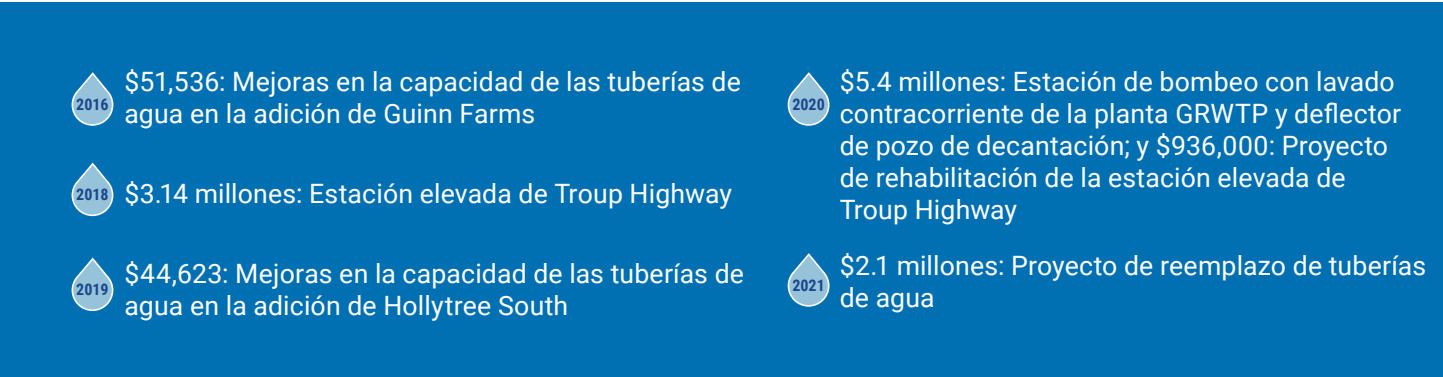 2016
$51,536: Mejoras en la capacidad de las tuberías de
agua en la adición de Guinn Farms
2018
$3.14 millones: Estación elevada de Troup Highway
2019
$44,623: Mejoras en la capacidad de las tuberías de
agua en la adición de Hollytree South
2020
$5.4 millones: Estación de bombeo con lavado
contracorriente de la planta GRWTP y deflector
de pozo de decantación; y $936,000: Proyecto
de rehabilitación de la estación elevada de
Troup Highway
2021
$2.1 millones: Proyecto de reemplazo de tuberías
de agua